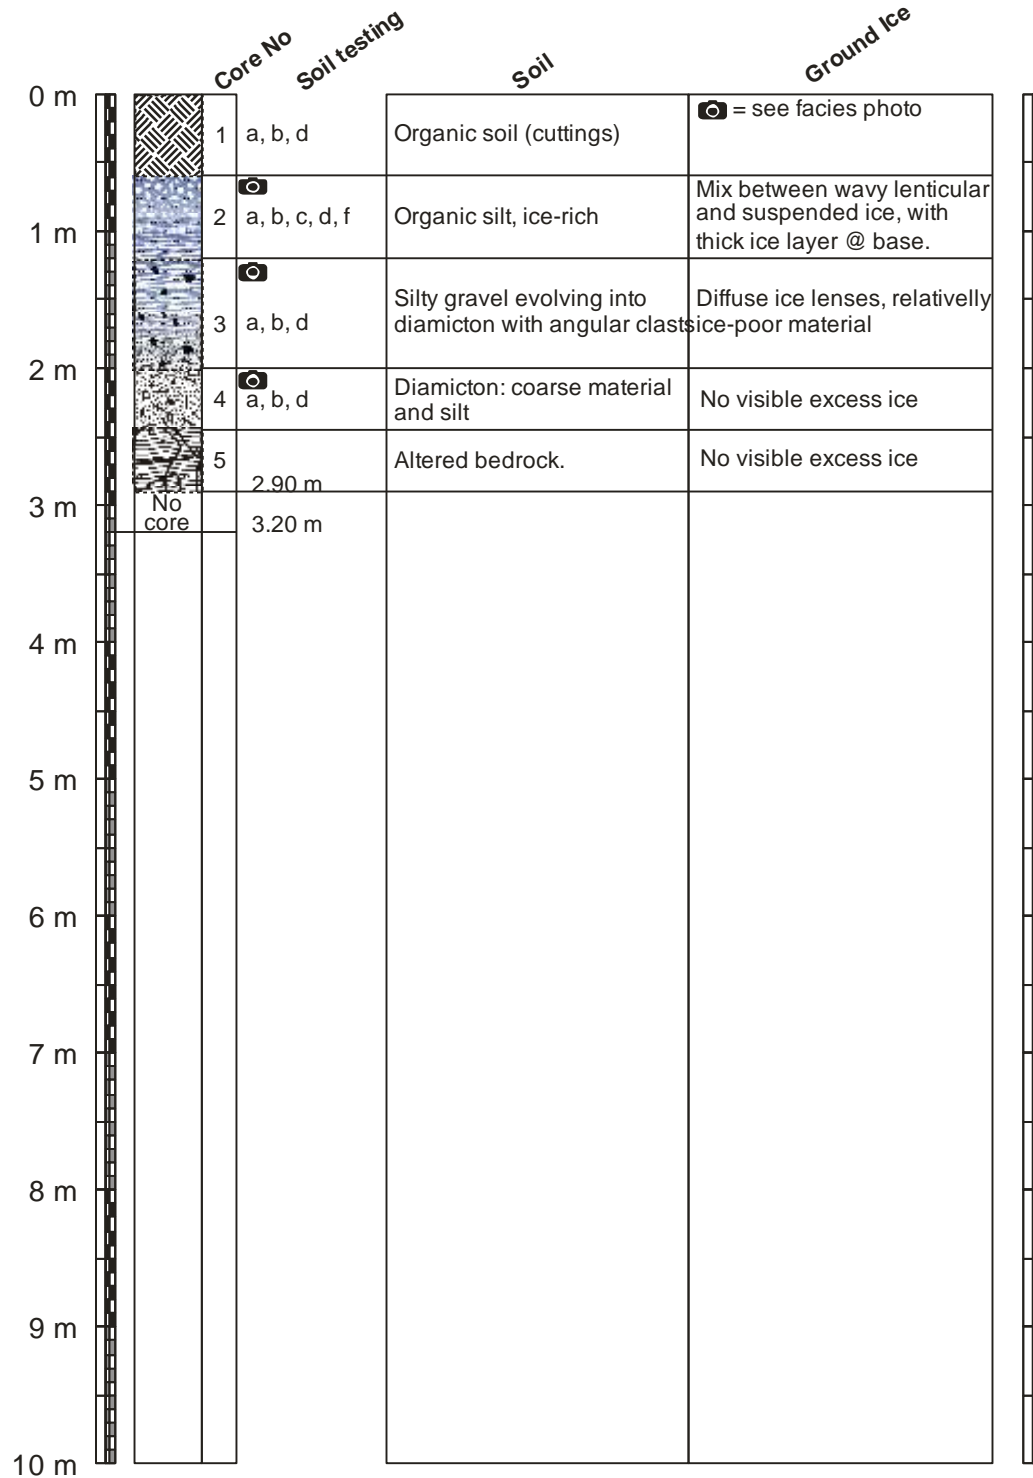 Core No
Soil testing
Soil
Ground Ice
0 m
1
a, b, d
Organic soil (cuttings)
= see facies photo
2
a, b, c, d, f
Organic silt, ice-rich
Mix between wavy lenticular
and suspended ice, with
thick ice layer @ base.
1 m
3
a, b, d
Silty gravel evolving into
diamicton with angular clasts
Diffuse ice lenses, relativelly
ice-poor material
2 m
4
a, b, d
Diamicton: coarse material
and silt
No visible excess ice
5
Altered bedrock.
No visible excess ice
2.90 m
3 m
No
core
3.20 m
4 m
5 m
6 m
7 m
8 m
9 m
10 m